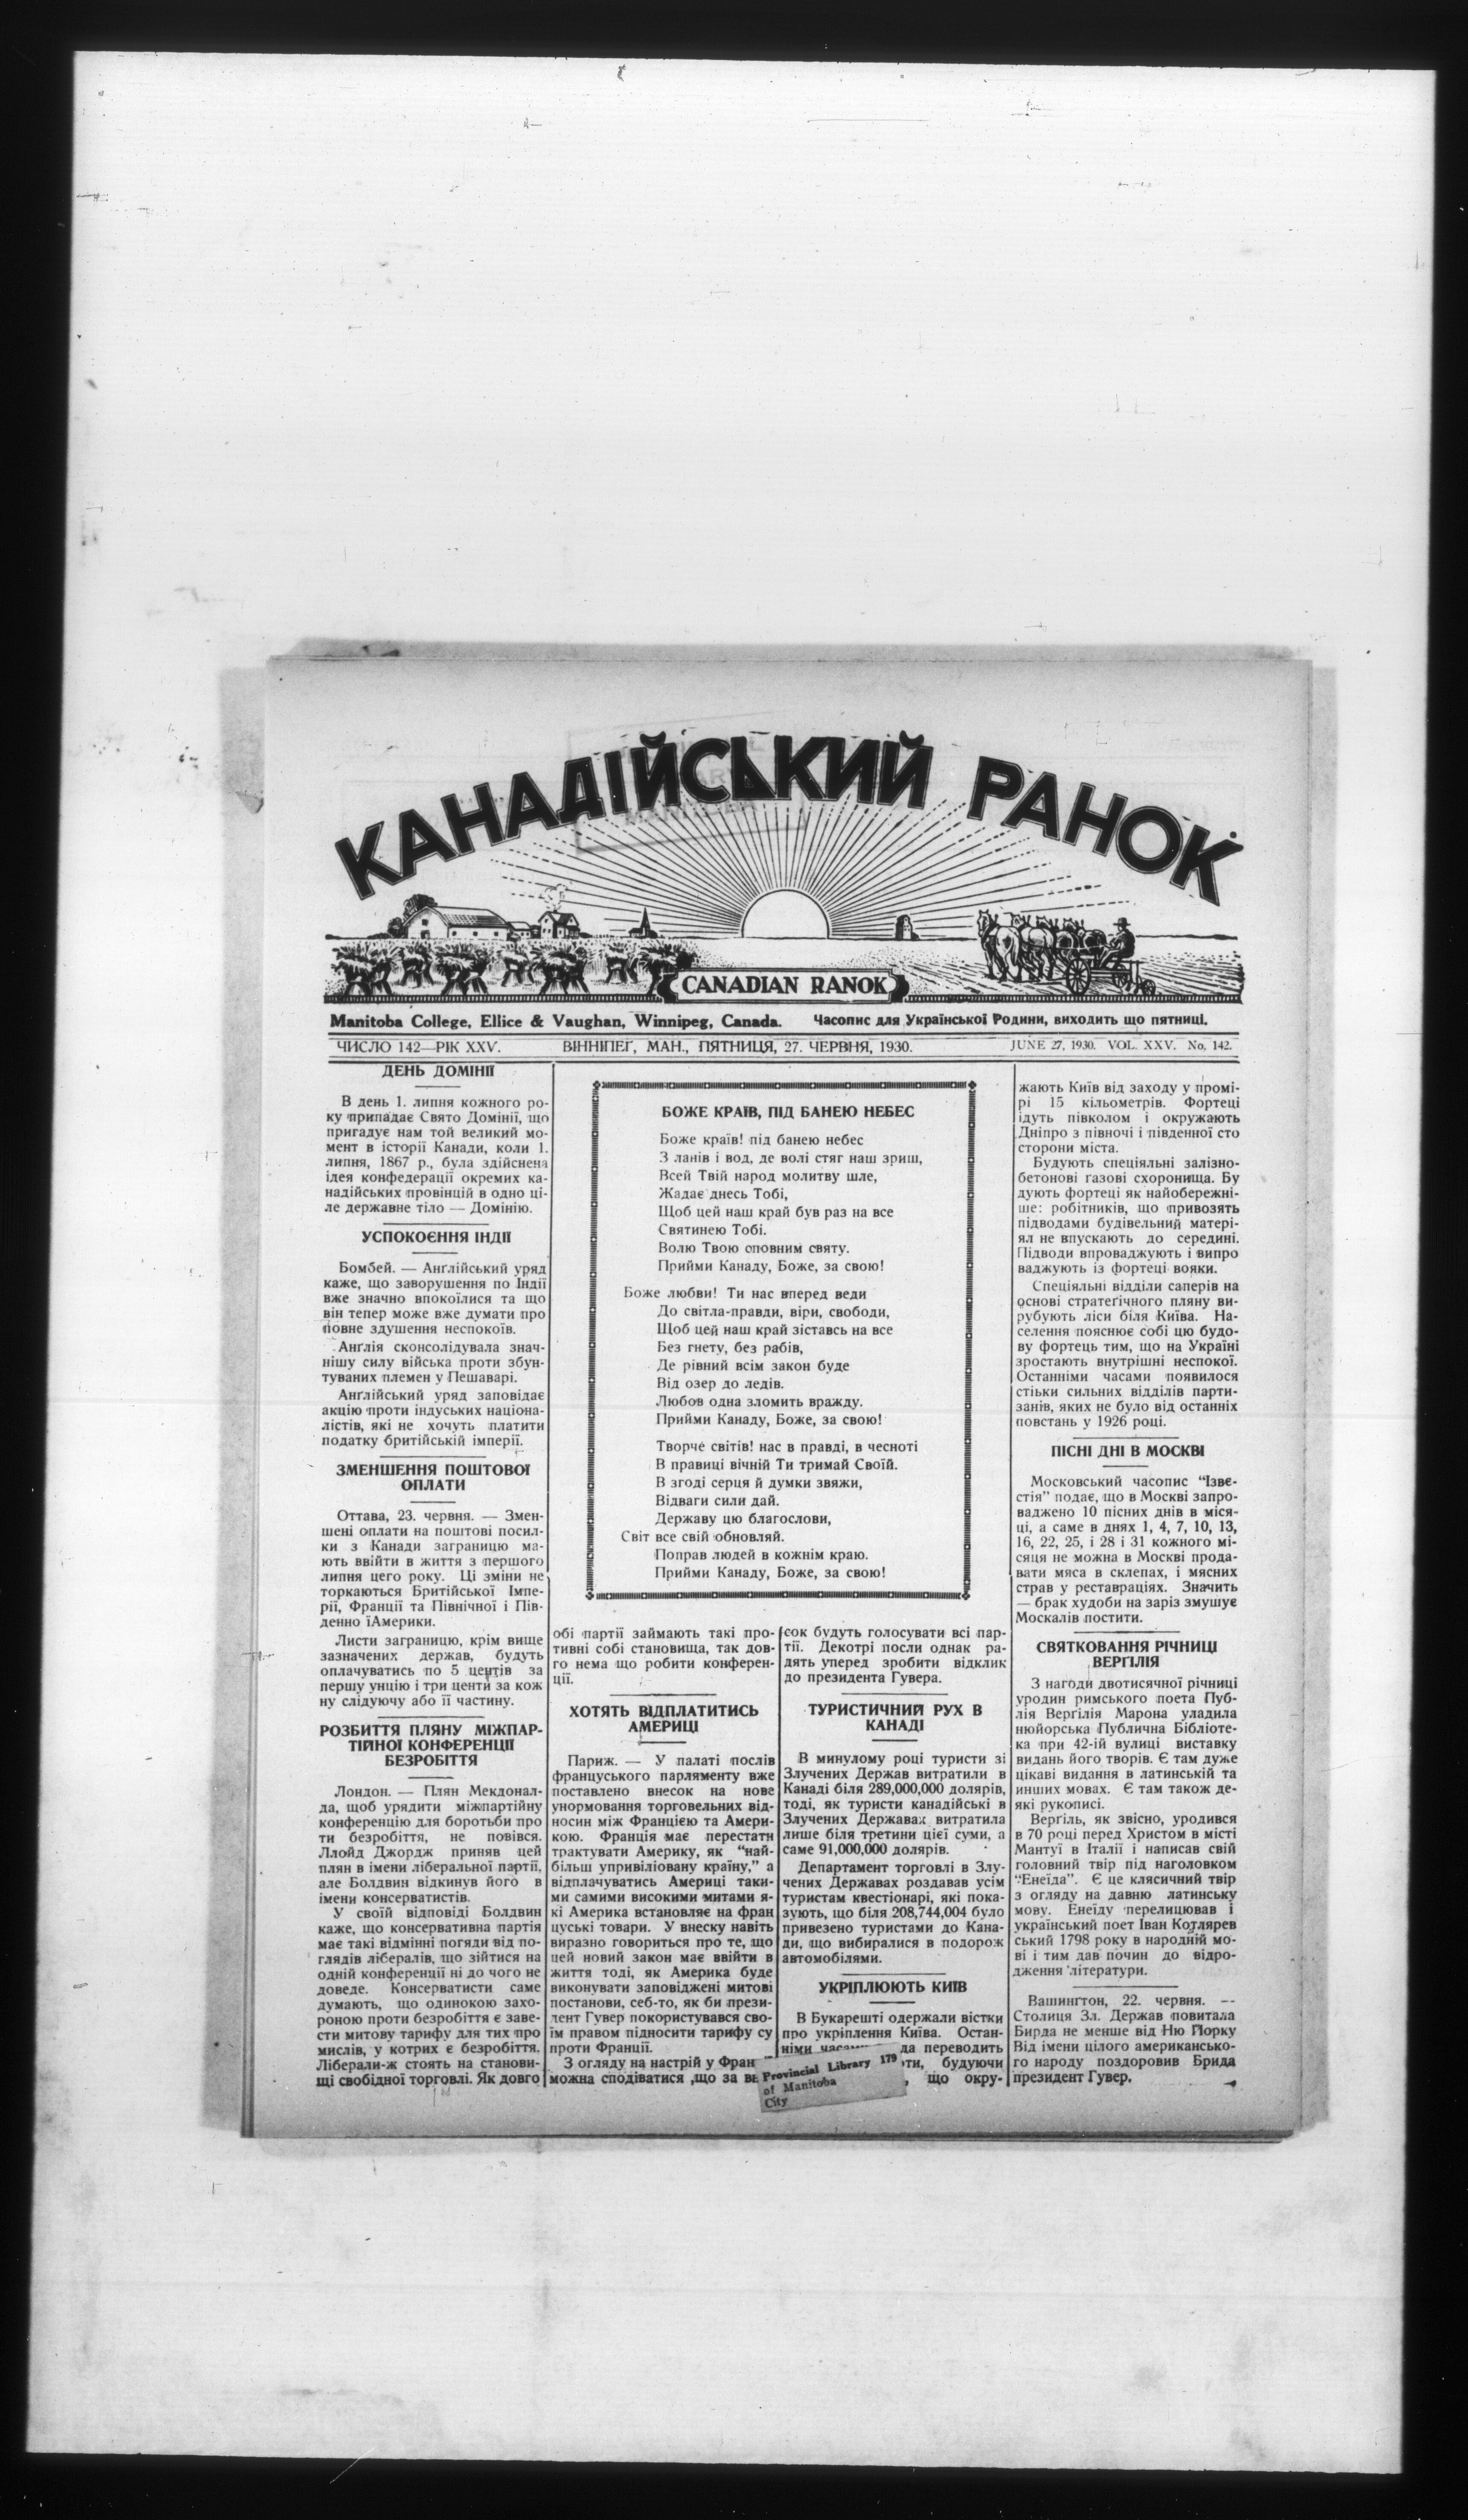 КАНАДІЙСЬКИЙ РАНОК
CANADIAN RANOK
Manitoba College, Ellice & Vaughan, Winnipeg, Canada. Часопис для Української Родини, виходить що пятниці.
ЧИСЛО 142—РІК XXV. ВІННІПЕҐ, МАН., ПЯТНИЦЯ, 27. ЧЕРВНЯ, 1930. JUNE 27, 1930. VOL. XXV. No. 142.
ДЕНЬ ДОМІНІЇ
В день 1. липня кожного ро-
ку припадає Свято Домінії, що
пригадує нам той великий мо-
мент в історії Канади, коли 1.
липня, 1867 р., була здійснена
ідея конфедерації окремих ка-
надійських провінцій в одно ці-
ле державне тіло — Домінію.
УСПОКОЄННЯ ІНДІЇ
Бомбей. — Анґлійський уряд
каже, що заворушення по Індії
вже значно впокоїлися та що
він тепер може вже думати про
повне здушення неспокоїв.
Анґлія сконсолідувала знач-
нішу силу війська проти збун-
туваних племен у Пешаварі.
Анґлійський уряд заповідає
акцію проти індуських націона-
лістів, які не хочуть платити
податку бритійській імперії.
ЗМЕНШЕННЯ ПОШТОВОЇ
ОПЛАТИ
Оттава, 23. червня. — Змен-
шені оплати на поштові посил-
ки з Канади заграницю ма-
ють ввійти в життя з першого
липня цего року. Ці зміни не
торкаються Бритійської Імпе-
рії, Франції та Північної і Пів-
денно їАмерики.
Листи заграницю, крім вище
зазначених держав, будуть
оплачуватись по 5 центів за
першу унцію і три центи за кож
ну слідуючу або її частину.
РОЗБИТТЯ ПЛЯНУ МІЖПАР-
ТІЙНОЇ КОНФЕРЕНЦІЇ
БЕЗРОБІТТЯ
Лондон. — Плян Мекдонал-
да, щоб урядити міжпартійну
конференцію для боротьби про
ти безробіття, не повівся.
Ллойд Джордж приняв цей
плян в імени ліберальної партії,
але Болдвин відкинув його в
імени консерватистів.
У своїй відповіді Болдвин
каже, що консервативна партія
має такі відмінні погяди від по-
глядів лібералів, що зійтися на
одній конференції ні до чого не
доведе. Консерватисти саме
думають, що одинокою захо-
роною проти безробіття є заве-
сти митову тарифу для тих про
мислів, у котрих є безробіття.
Ліберали-ж стоять на станови-
щі свобідної торговлі. Як довго
БОЖЕ КРАЇВ, ПІД БАНЕЮ НЕБЕС
Боже країв! під банею небес
З ланів і вод, де волі стяг наш зриш,
Всей Твій народ молитву шле,
Жадає днесь Тобі,
Щоб цей наш край був раз на все
Святинею Тобі.
Волю Твою сповним святу.
Прийми Канаду, Боже, за свою!
Боже любви! Ти нас вперед веди
До світла-правди, віри, свободи,
Щоб цей наш край зіставсь на все
Без гнету, без рабів,
Де рівний всім закон буде
Від озер до ледів.
Любов одна зломить вражду.
Прийми Канаду, Боже, за свою!
Творче світів! нас в правді, в чесноті
В правиці вічній Ти тримай Своїй.
В згоді серця й думки звяжи,
Відваги сили дай.
Державу цю благослови,
Світ все свій обновляй.
Поправ людей в кожнім краю.
Прийми Канаду, Боже, за свою!
обі партії займають такі про-
тивні собі становища, так дов-
го нема що робити конферен-
ції.
ХОТЯТЬ ВІДПЛАТИТИСЬ
АМЕРИЦІ
Париж. — У палаті послів
французького парляменту вже
поставлено внесок на нове
унормовання торговельних від-
носин між Францією та Амери-
кою. Франція має перестати
трактувати Америку, як "най-
більш упривілійовану країну," а
відплачуватись Америці таки-
ми самими високими митами я-
кі Америка встановляє на фран
цуські товари. У внеску навіть
виразно говориться про те, що
цей новий закон має ввійти в
життя тоді, як Америка буде
виконувати заповіджені митові
постанови, себ-то, як би прези-
дент Гувер покористувався сво-
їм правом підносити тарифу су
проти Франції.
З огляду на настрій у Фран
можна сподіватися ,що за
сок будуть голосувати всі пар-
тії. Декотрі посли однак ра-
дять уперед зробити відклик
до президента Гувера.
ТУРИСТИЧНИЙ РУХ В
КАНАДІ
В минулому році туристи зі
Злучених Держав витратили в
Канаді біля 289,000,000 долярів,
тоді, як туристи канадійські в
Злучених Державах витратила
лише біля третини цієї суми, а
саме 91,000,000 долярів.
Департамент торговлі в Злу-
чених Державах роздавав усім
туристам квестіонарі, які пока-
зують, що біля 208,744,004 було
привезено туристами до Кана-
ди, що вибиралися в подорож
автомобілями.
УКРІПЛЮЮТЬ КИЇВ
В Букарешті одержали вістки
про укріплення Київа. Остан-
німи да переводить
будуючи
що окру-
Provincial Library 179
of Manitoba
City
жають Київ від заходу у промі-
рі 15 кільометрів. Фортеці
ідуть півколом і окружають
Дніпро з півночі і південної сто
сторони міста.
Будують спеціяльні залізно-
бетонові газові схоронища. Бу
дують фортеці як найобережні-
ше: робітників, що привозять
підводами будівельний матері-
ял не впускають до середині.
Підводи впроваджують і випро
ваджують із фортеці вояки.
Спеціяльні відділи саперів на
основі стратеґічного пляну ви-
рубують ліси біля Київа. На-
селення пояснює собі цю будо-
ву фортець тим, що на Україні
зростають внутрішні неспокої.
Останніми часами появилося
стільки сильних відділів парти-
занів, яких не було від останніх
повстань у 1926 році.
ПІСНІ ДНІ В МОСКВІ
Московський часопис "Ізве-
стія" подає, що в Москві запро-
ваджено 10 пісних днів в міся-
ці, а саме в днях 1, 4, 7, 10, 13,
16, 22, 25, і 28 і 31 кожного мі-
сяця не можна в Москві прода-
вати мяса в склепах, і мясних
страв у реставраціях. Значить
— брак худоби на заріз змушує
Москалів постити.
СВЯТКОВАННЯ РІЧНИЦІ
ВЕРГІЛІЯ
З нагоди двотисячної річниці
уродин римського поета Пуб-
лія Верґілія Марона уладила
нюйорська Публична Бібліоте-
ка при 42-ій вулиці виставку
видань його творів. Є там дуже
цікаві видання в латинській та
инших мовах. Є там також де-
які рукописі.
Верґіль, як звісно, уродився
в 70 році перед Христом в місті
Мантуї в Італії і написав свій
головний твір під наголовком
"Енеїда". Є це клясичний твір
з огляду на давню латинську
мову. Енеїду перелицював і
український поет Іван Котлярев
ський 1798 року в народній мо-
ві і тим дав почин до відро-
дження літератури.
Вашинґтон, 22. червня. —
Столиця Зл. Держав повитала
Бирда не менше від Ню Йорку
Від імени цілого американсько-
го народу поздоровив Брида
президент Гувер.